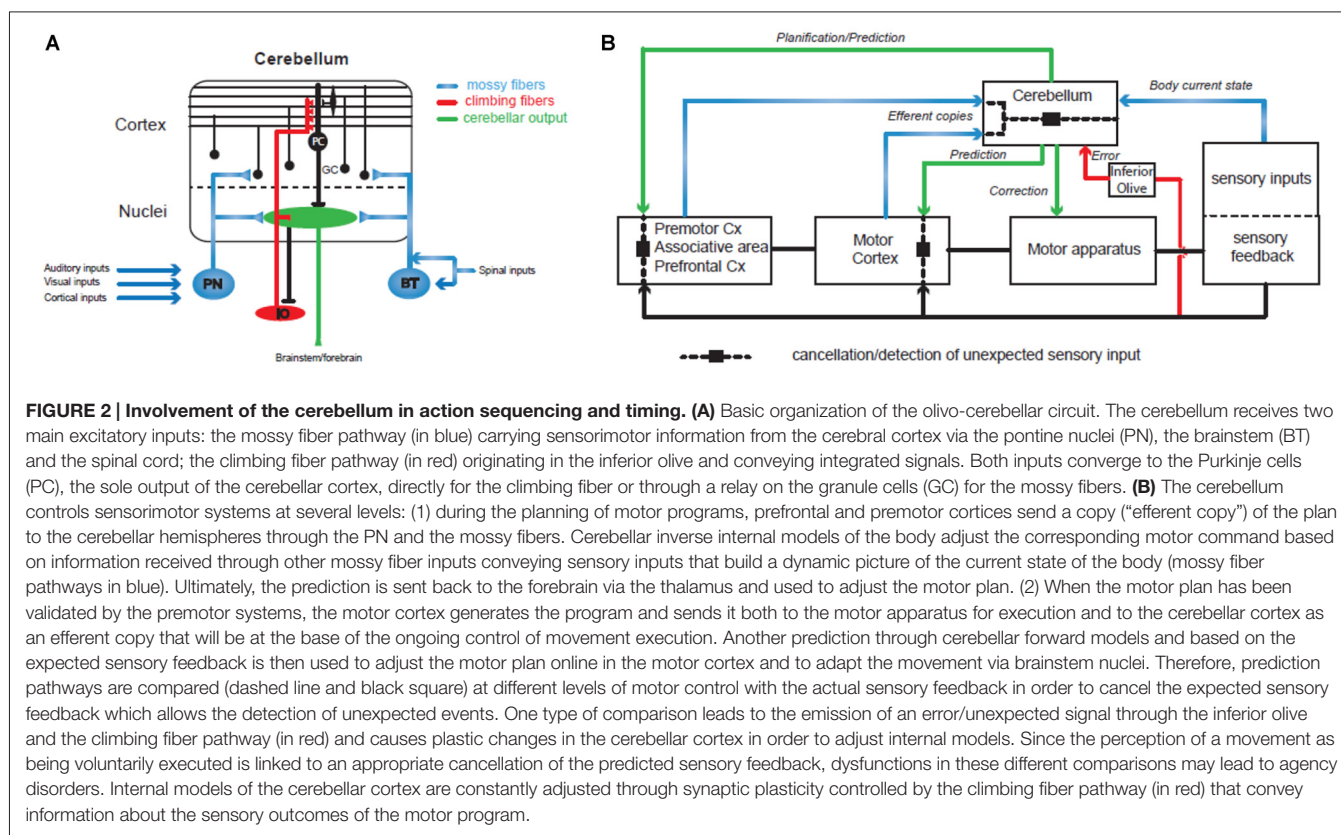 A
Cerebellum
mossy fibers
climbing fibers
cerebellar output
Cortex
PC
GC
Nuclei
Auditory inputs
Visual inputs
Cortical inputs
PN
BT
Spinal inputs
IO
Brainstem/forebrain
B
Planification/Prediction
Cerebellum
Body current state
Efferent copies
Prediction
Error
Correction
Inferior
Olive
sensory inputs
Premotor Cx
Associative area
Prefrontal Cx
Motor
Cortex
Motor apparatus
sensory
feedback
cancellation/detection of unexpected sensory input
FIGURE 2 | Involvement of the cerebellum in action sequencing and timing. (A) Basic organization of the olivo-cerebellar circuit. The cerebellum receives two
main excitatory inputs: the mossy fiber pathway (in blue) carrying sensorimotor information from the cerebral cortex via the pontine nuclei (PN), the brainstem (BT)
and the spinal cord; the climbing fiber pathway (in red) originating in the inferior olive and conveying integrated signals. Both inputs converge to the Purkinje cells
(PC), the sole output of the cerebellar cortex, directly for the climbing fiber or through a relay on the granule cells (GC) for the mossy fibers. (B) The cerebellum
controls sensorimotor systems at several levels: (1) during the planning of motor programs, prefrontal and premotor cortices send a copy (“efferent copy”) of the plan
to the cerebellar hemispheres through the PN and the mossy fibers. Cerebellar inverse internal models of the body adjust the corresponding motor command based
on information received through other mossy fiber inputs conveying sensory inputs that build a dynamic picture of the current state of the body (mossy fiber
pathways in blue). Ultimately, the prediction is sent back to the forebrain via the thalamus and used to adjust the motor plan. (2) When the motor plan has been
validated by the premotor systems, the motor cortex generates the program and sends it both to the motor apparatus for execution and to the cerebellar cortex as
an efferent copy that will be at the base of the ongoing control of movement execution. Another prediction through cerebellar forward models and based on the
expected sensory feedback is then used to adjust the motor plan online in the motor cortex and to adapt the movement via brainstem nuclei. Therefore, prediction
pathways are compared (dashed line and black square) at different levels of motor control with the actual sensory feedback in order to cancel the expected sensory
feedback which allows the detection of unexpected events. One type of comparison leads to the emission of an error/unexpected signal through the inferior olive
and the climbing fiber pathway (in red) and causes plastic changes in the cerebellar cortex in order to adjust internal models. Since the perception of a movement as
being voluntarily executed is linked to an appropriate cancellation of the predicted sensory feedback, dysfunctions in these different comparisons may lead to agency
disorders. Internal models of the cerebellar cortex are constantly adjusted through synaptic plasticity controlled by the climbing fiber pathway (in red) that convey
information about the sensory outcomes of the motor program.